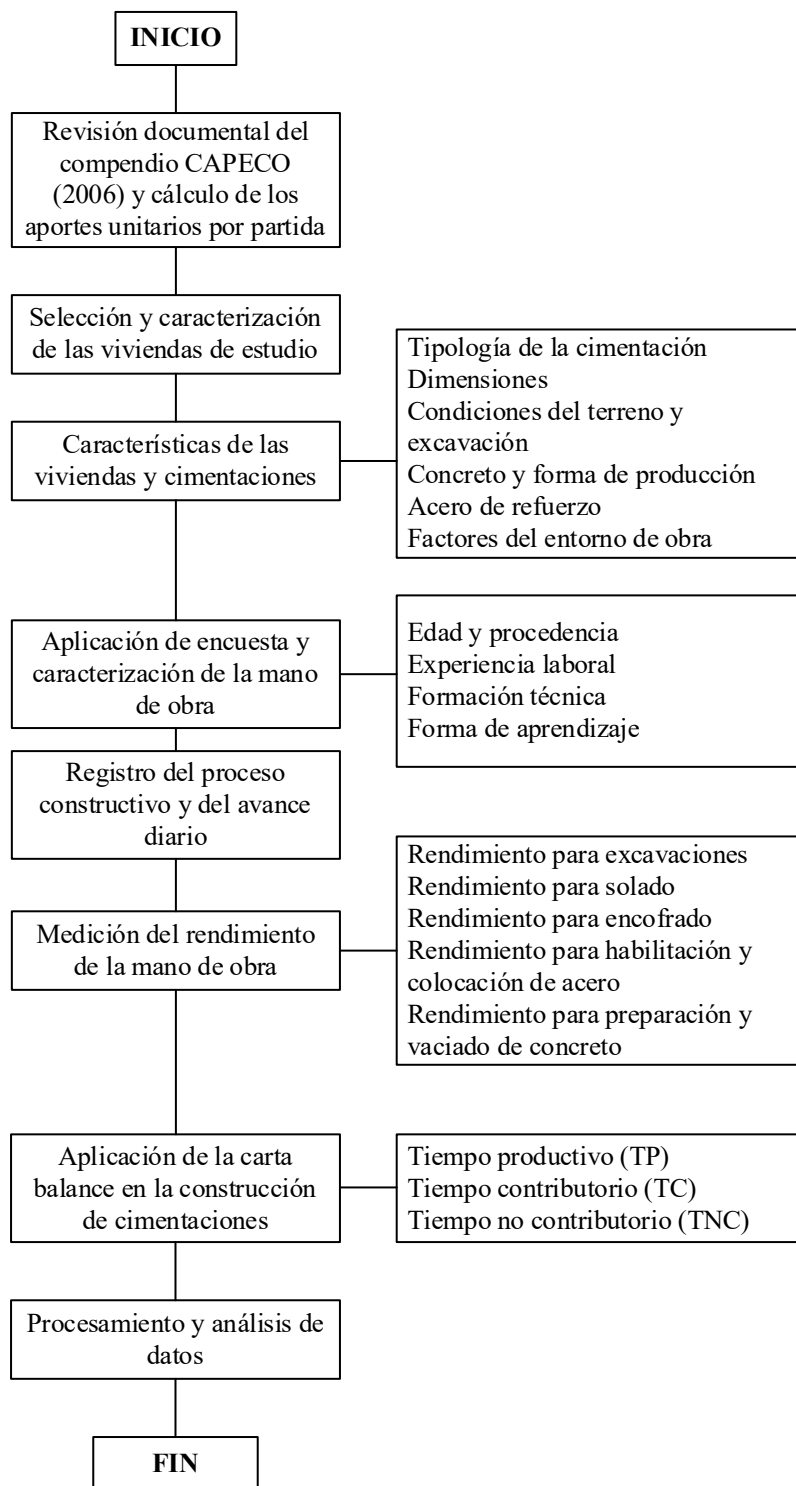 INICIO
Revisión documental del
compendio CAPECO
(2006) y cálculo de los
aportes unitarios por partida
Selección y caracterización
de las viviendas de estudio
Características de las
viviendas y cimentaciones
Tipología de la cimentación
Dimensiones
Condiciones del terreno y
excavación
Concreto y forma de producción
Acero de refuerzo
Factores del entorno de obra
Aplicación de encuesta y
caracterización de la mano
de obra
Edad y procedencia
Experiencia laboral
Formación técnica
Forma de aprendizaje
Registro del proceso
constructivo y del avance
diario
Medición del rendimiento
de la mano de obra
Rendimiento para excavaciones
Rendimiento para solado
Rendimiento para encofrado
Rendimiento para habilitación y
colocación de acero
Rendimiento para preparación y
vaciado de concreto
Aplicación de la carta
balance en la construcción
de cimentaciones
Tiempo productivo (TP)
Tiempo contributorio (TC)
Tiempo no contributorio (TNC)
Procesamiento y análisis de
datos
FIN